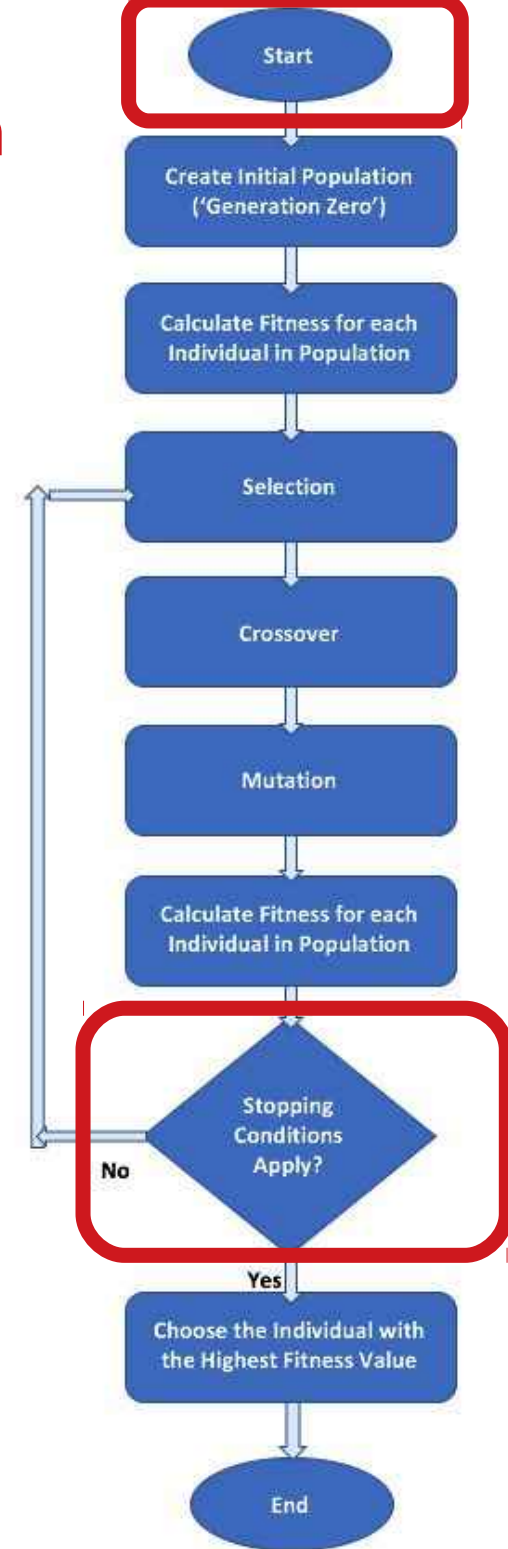 Start
Create Initial Population
('Generation Zero')
Calculate Fitness for each
Individual in Population
Selection
Crossover
Mutation
Calculate Fitness for each
Individual in Population
Stopping
Conditions
Apply?
No
Yes
Choose the Individual with
the Highest Fitness Value
End